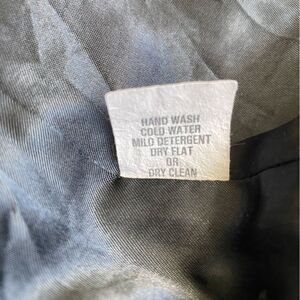 HAND WASH
COLD WATER
MILD DETERGENT
DRY FLAT
OR
DRY CLEAN